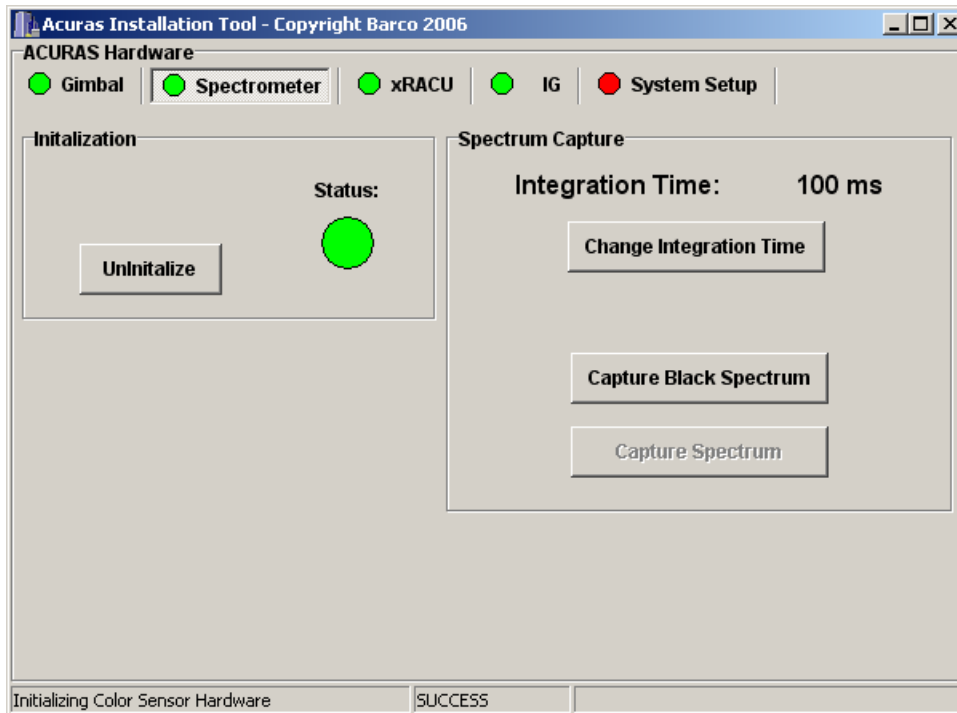 Acuras Installation Tool - Copyright Barco 2006
ACURAS Hardware
Gimbal Spectrometer xRACU IG System Setup
Initalization
Status:
UnInitalize
Spectrum Capture
Integration Time: 100 ms
Change Integration Time
Capture Black Spectrum
Capture Spectrum
Initializing Color Sensor Hardware SUCCESS